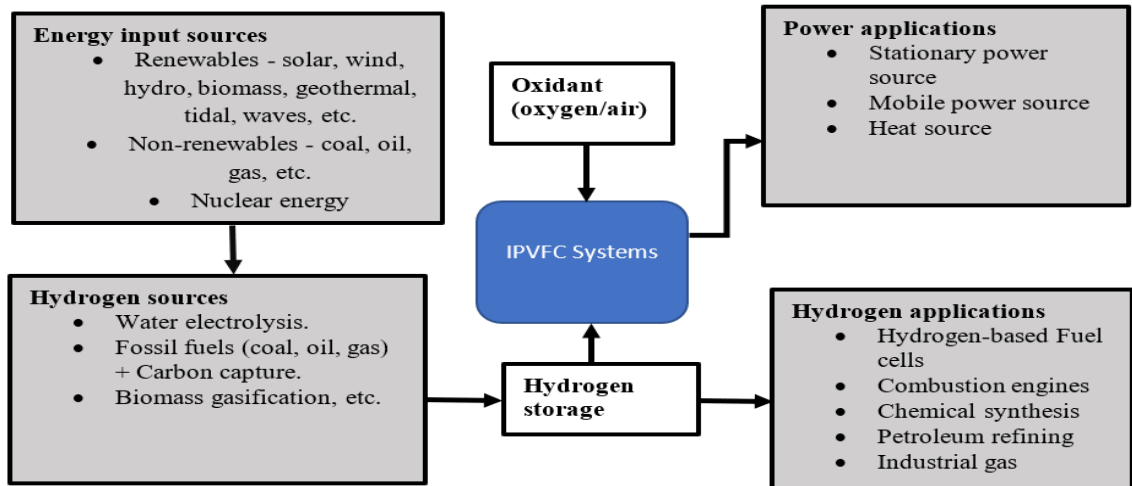 Energy input sources
• Renewables - solar, wind,
hydro, biomass, geothermal,
tidal, waves, etc.
• Non-renewables - coal, oil,
gas, etc.
• Nuclear energy
Oxidant
(oxygen/air)
Power applications
• Stationary power
source
• Mobile power source
• Heat source
IPVFC Systems
Hydrogen sources
• Water electrolysis.
• Fossil fuels (coal, oil, gas)
+ Carbon capture.
• Biomass gasification, etc.
Hydrogen
storage
Hydrogen applications
• Hydrogen-based Fuel
cells
• Combustion engines
• Chemical synthesis
• Petroleum refining
• Industrial gas